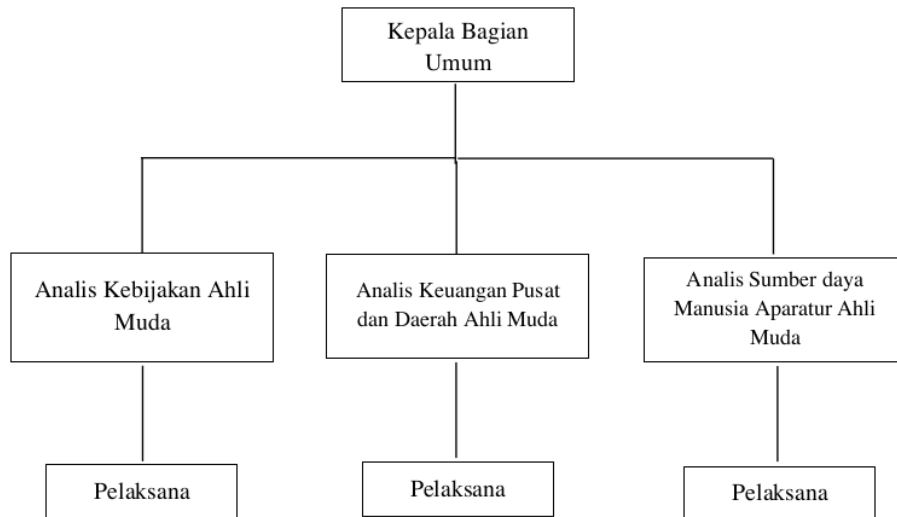 Kepala Bagian
Umum
Analis Kebijakan Ahli
Muda
Analis Keuangan Pusat
dan Daerah Ahli Muda
Analis Sumber daya
Manusia Aparatur Ahli
Muda
Pelaksana
Pelaksana
Pelaksana